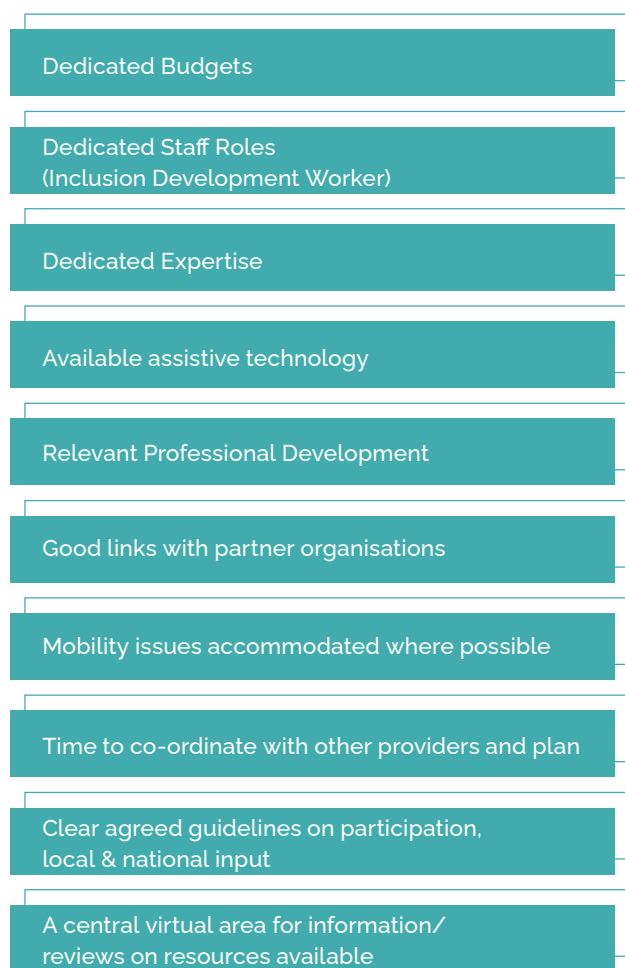 Dedicated Budgets
Dedicated Staff Roles
(Inclusion Development Worker)
Dedicated Expertise
Available assistive technology
Relevant Professional Development
Good links with partner organisations
Mobility issues accommodated where possible
Time to co-ordinate with other providers and plan
Clear agreed guidelines on participation,
local & national input
A central virtual area for information/
reviews on resources available